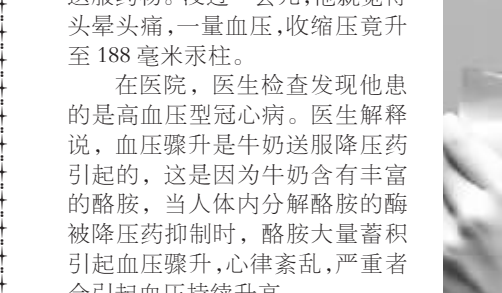 送服药物。没过一会儿,他就觉得
头晕头痛,一量血压,收缩压竟升
至 188 毫米汞柱。
在医院，医生检查发现他患
的是高血压型冠心病。医生解释
说，血压骤升是牛奶送服降压药
引起的，这是因为牛奶含有丰富
的酪胺，当人体内分解酪胺的酶
被降压药抑制时，酪胺大量蓄积
引起血压骤升,心律紊乱,严重者
会引起血压持续升高